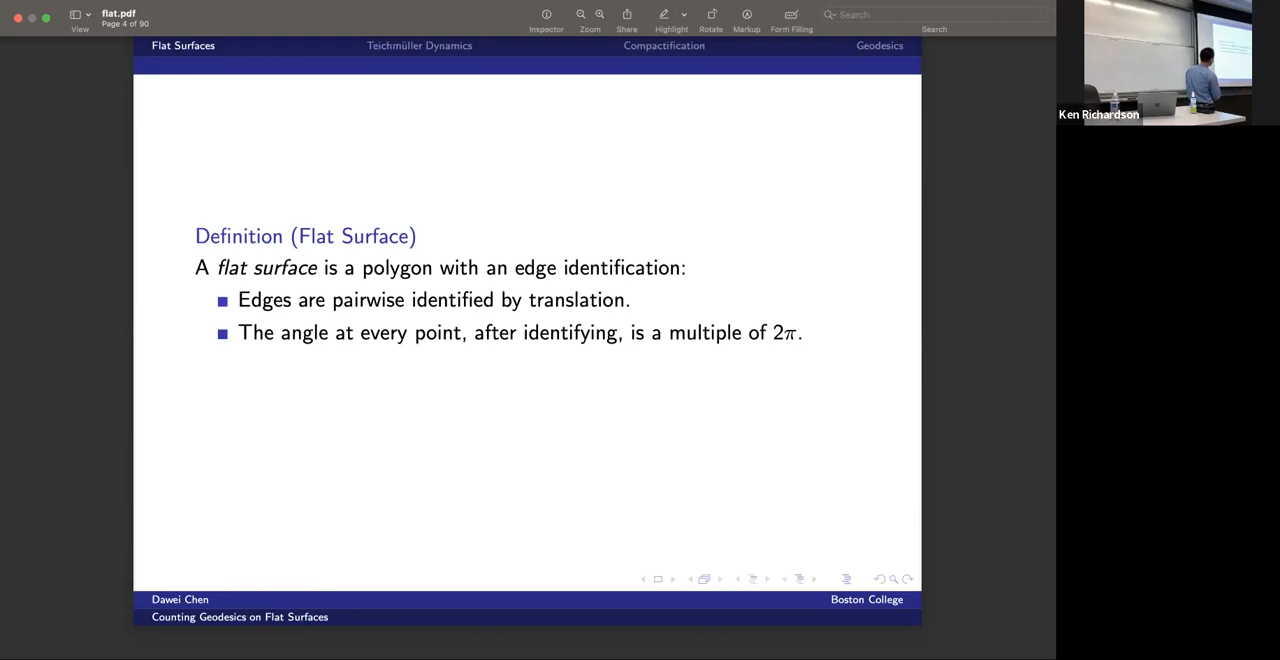 flat.pdf
Page 4 of 90
View
Inspector
Zoom
Share
Highlight
Rotate
Markup
Form Filling
Search
Search
Ken Richardson
Flat Surfaces
Teichmüller Dynamics
Compactification
Geodesics
Definition (Flat Surface)
A flat surface is a polygon with an edge identification:
Edges are pairwise identified by translation.
The angle at every point, after identifying, is a multiple of 2π.
Dawei Chen
Boston College
Counting Geodesics on Flat Surfaces